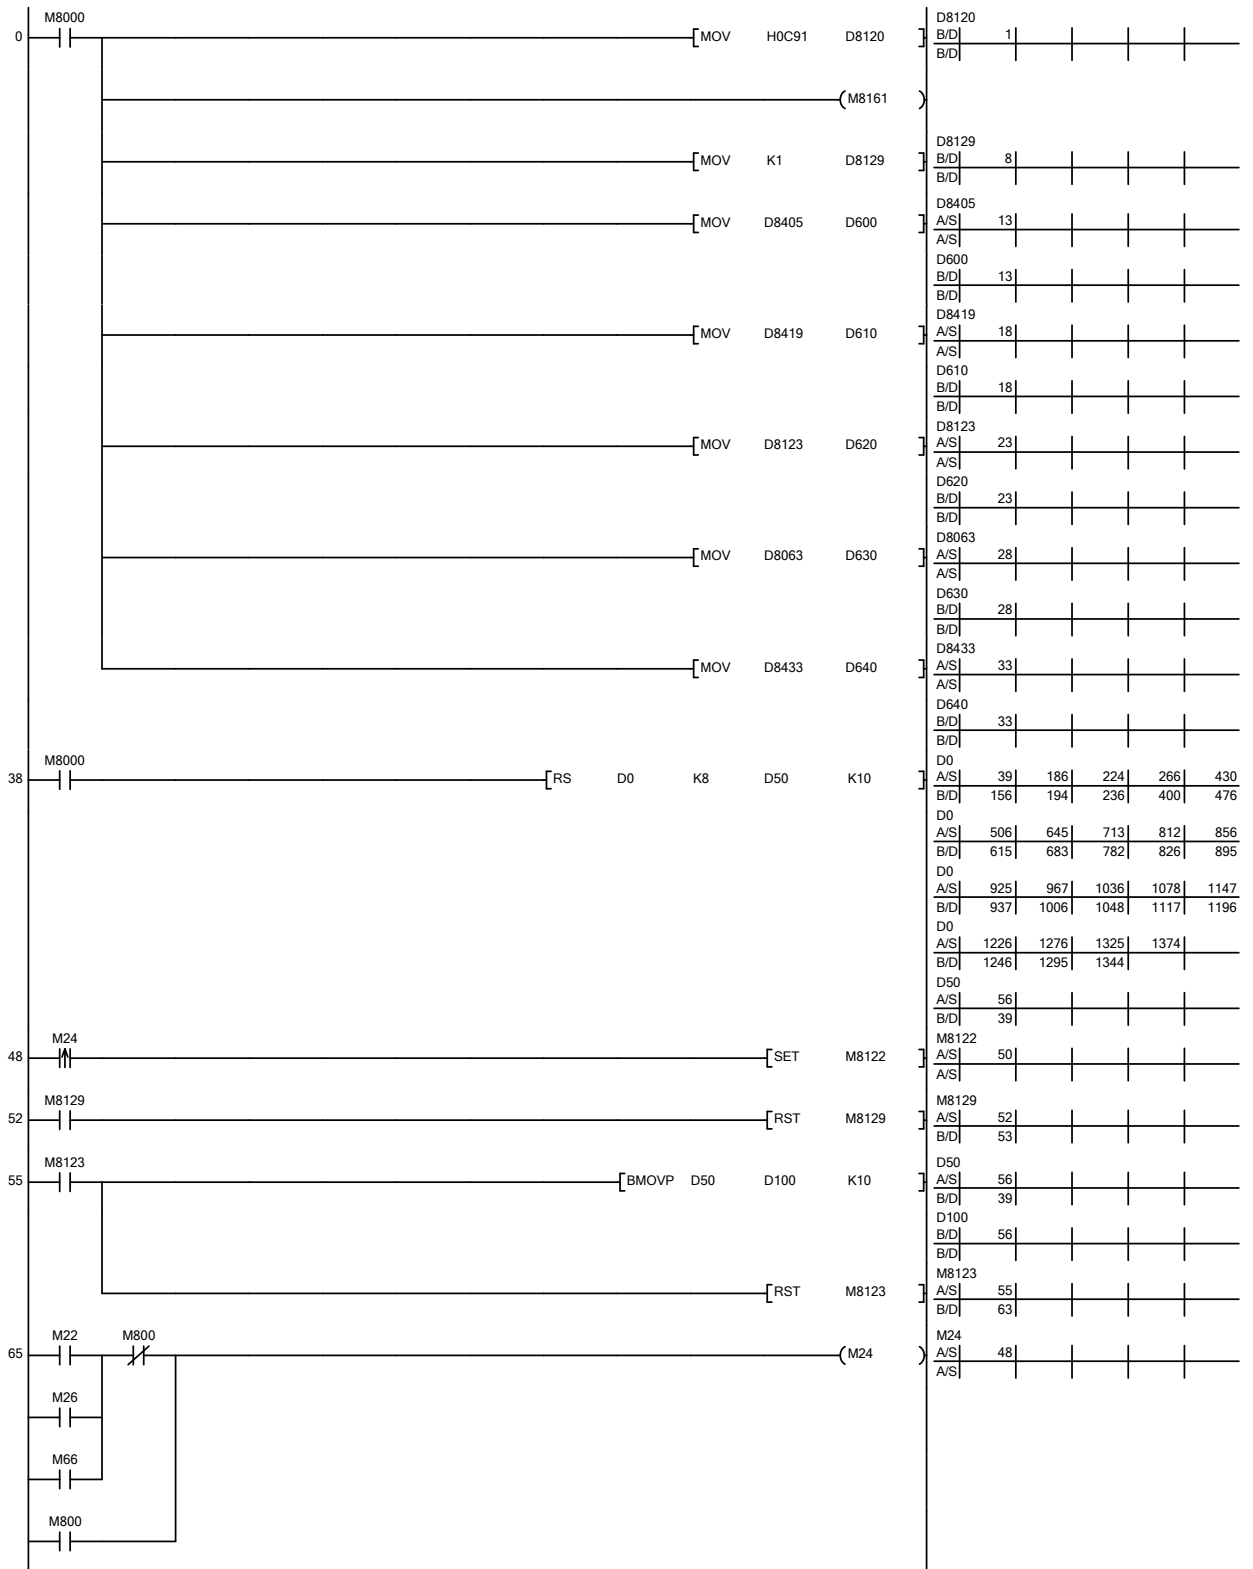 M8000
0 MOV H0C91 D8120
D8120
B/D 1
B/D
M8161
MOV K1 D8129
D8129
B/D 8
B/D
MOV D8405 D600
D8405
A/S 13
A/S
D600
B/D 13
B/D
MOV D8419 D610
D8419
A/S 18
A/S
D610
B/D 18
B/D
MOV D8123 D620
D8123
A/S 23
A/S
D620
B/D 23
B/D
MOV D8063 D630
D8063
A/S 28
A/S
D630
B/D 28
B/D
MOV D8433 D640
D8433
A/S 33
A/S
D640
B/D 33
B/D
M8000
38 RS D0 K8 D50 K10
D0
A/S 39 186 224 266 430
B/D 156 194 236 400 476
D0
A/S 506 645 713 812 856
B/D 615 683 782 826 895
D0
A/S 925 967 1036 1078 1147
B/D 937 1006 1048 1117 1196
D0
A/S 1226 1276 1325 1374
B/D 1246 1295 1344
D50
A/S 56
B/D 39
M24
48 SET M8122
M8122
A/S 50
A/S
M8129
52 RST M8129
M8129
A/S 52
B/D 53
M8123
55 BMOVP D50 D100 K10
D50
A/S 56
B/D 39
D100
B/D 56
B/D
RST M8123
M8123
A/S 55
B/D 63
M22 M800
65 M24
M24
A/S 48
A/S
M26
M66
M800